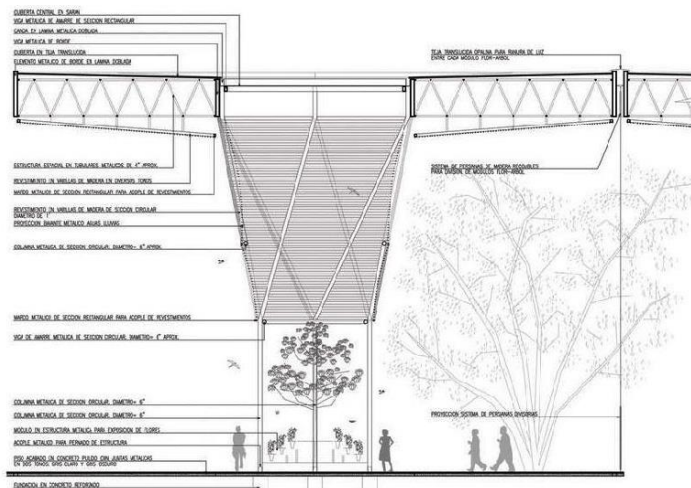 CUBIERTA CENTRAL EN SARAN
VIGA METALICA DE AMARRE DE SECCION RECTANGULAR
CANOA EN LAMINA METALICA DOBLADA
VIGA METALICA DE BORDE
CUBIERTA EN TEJA TRANSLUCIDA
ELEMENTO METALICO DE BORDE EN LAMINA DOBLADA
TEJA TRANSLUCIDA OPALINA PARA RANURA DE LUZ
ENTRE CADA MODULO FLOR-ARBOL
ESTRUCTURA ESPACIAL EN TUBULARES METALICOS DE 4" APROX.
REVESTIMIENTO EN VARILLAS DE MADERA EN DIVERSOS TONOS
MARCO METALICO DE SECCION RECTANGULAR PARA ACOPLE DE REVESTIMIENTOS
SISTEMA DE PERSIANAS DE MADERA
PARA DIVISION DE MODULOS FLOR-ARBOL
REVESTIMIENTO EN VARILLAS DE MADERA DE SECCION CIRCULAR
DIAMETRO DE 1"
PROYECCION BAJANTE METALICO AGUAS LLUVIAS
COLUMNA METALICA DE SECCION CIRCULAR: DIAMETRO= 6" APROX.
MARCO METALICO DE SECCION RECTANGULAR PARA ACOPLE DE REVESTIMIENTOS
VIGA DE AMARRE METALICA DE SECCION CIRCULAR: DIAMETRO= 6" APROX.
COLUMNA METALICA DE SECCION CIRCULAR: DIAMETRO= 6"
COLUMNA METALICA DE SECCION CIRCULAR: DIAMETRO= 6"
PROYECCION SISTEMA DE PERSIANAS DIVISORIAS
MODULO EN ESTRUCTURA METALICA PARA EXPOSICION DE FLORES
ACOPLE METALICO PARA PERNADO DE ESTRUCTURA
PISO ACABADO EN CONCRETO PULIDO CON JUNTAS METALICAS
EN DOS TONOS: GRIS CLARO Y GRIS OSCURO
FUNDACION EN CONCRETO REFORZADO